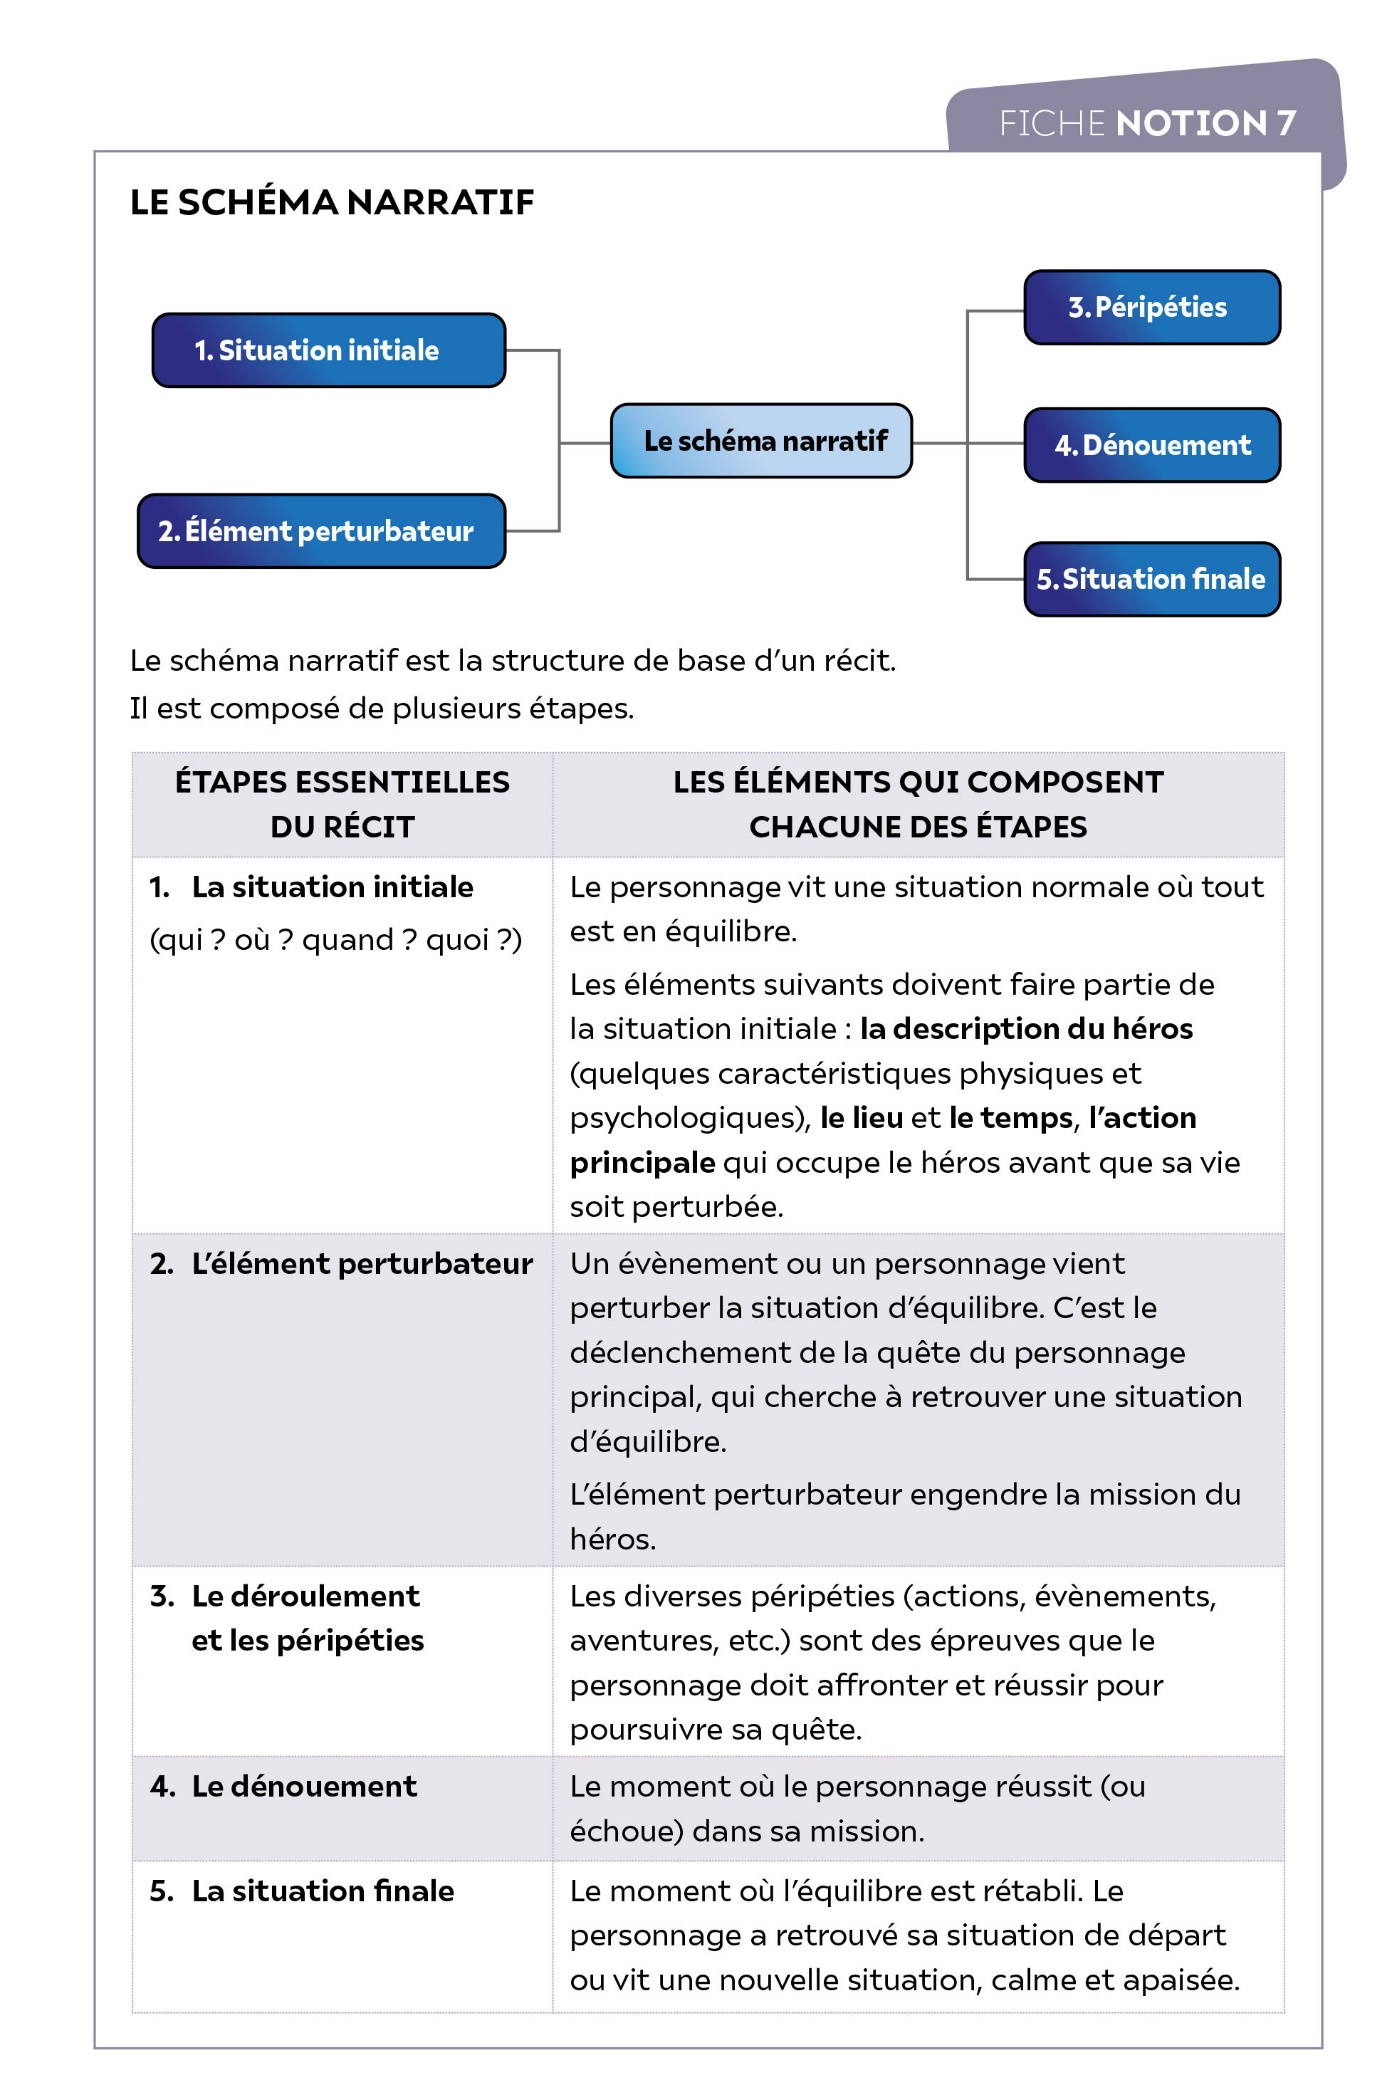 FICHE NOTION 7
LE SCHÉMA NARRATIF
1. Situation initiale
2. Élément perturbateur
Le schéma narratif
3. Péripéties
4. Dénouement
5. Situation finale
Le schéma narratif est la structure de base d’un récit.
Il est composé de plusieurs étapes.
ÉTAPES ESSENTIELLES
DU RÉCIT
LES ÉLÉMENTS QUI COMPOSENT
CHACUNE DES ÉTAPES
1. La situation initiale
(qui ? où ? quand ? quoi ?)
Le personnage vit une situation normale où tout
est en équilibre.
Les éléments suivants doivent faire partie de
la situation initiale : la description du héros
(quelques caractéristiques physiques et
psychologiques), le lieu et le temps, l’action
principale qui occupe le héros avant que sa vie
soit perturbée.
2. L’élément perturbateur
Un évènement ou un personnage vient
perturber la situation d’équilibre. C’est le
déclenchement de la quête du personnage
principal, qui cherche à retrouver une situation
d’équilibre.
L’élément perturbateur engendre la mission du
héros.
3. Le déroulement
et les péripéties
Les diverses péripéties (actions, évènements,
aventures, etc.) sont des épreuves que le
personnage doit affronter et réussir pour
poursuivre sa quête.
4. Le dénouement
Le moment où le personnage réussit (ou
échoue) dans sa mission.
5. La situation finale
Le moment où l’équilibre est rétabli. Le
personnage a retrouvé sa situation de départ
ou vit une nouvelle situation, calme et apaisée.